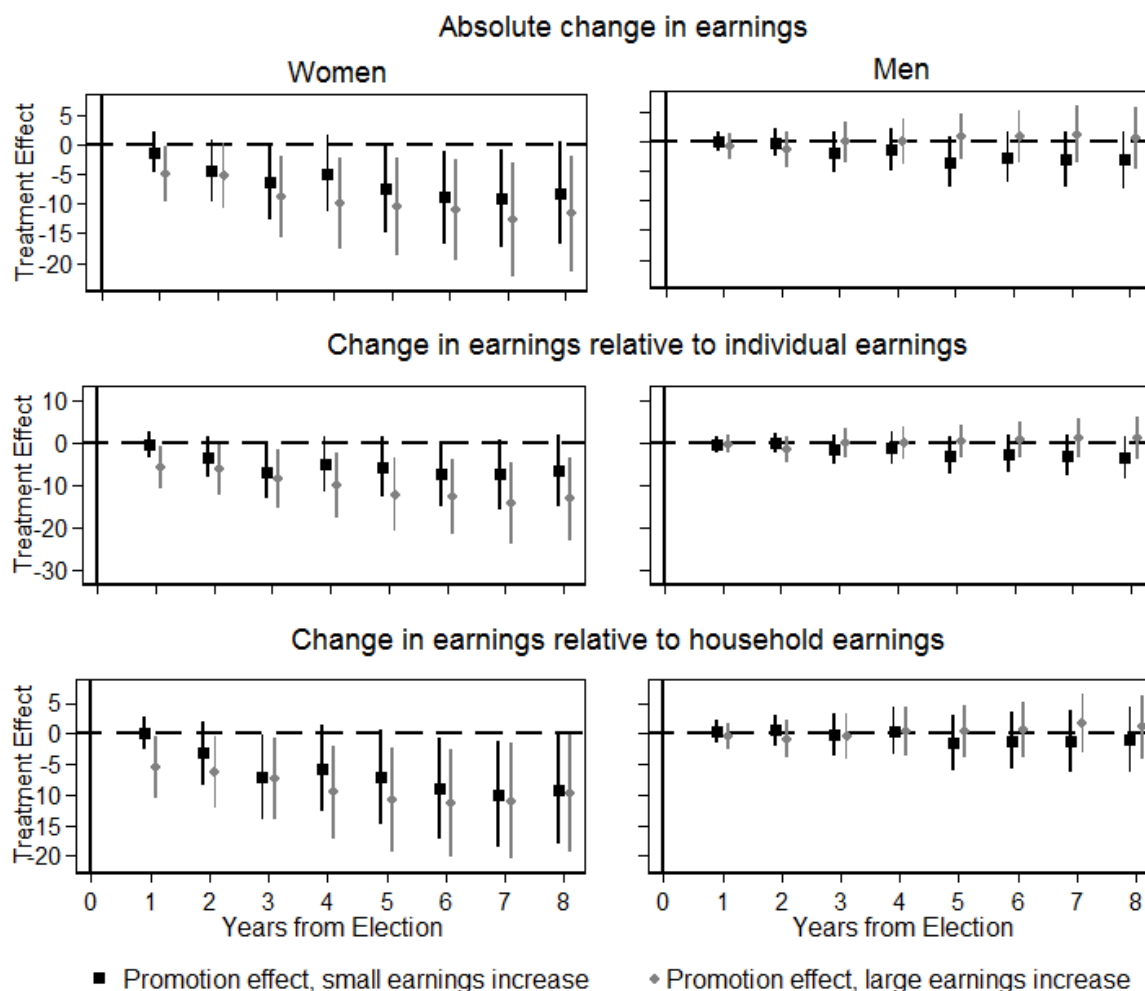 Absolute change in earnings
Women
Men
Treatment Effect
5
0
-5
-10
-15
-20
Change in earnings relative to individual earnings
Treatment Effect
10
0
-10
-20
-30
Change in earnings relative to household earnings
Treatment Effect
5
0
-5
-10
-15
-20
0 1 2 3 4 5 6 7 8
0 1 2 3 4 5 6 7 8
Years from Election
Years from Election
Promotion effect, small earnings increase
Promotion effect, large earnings increase